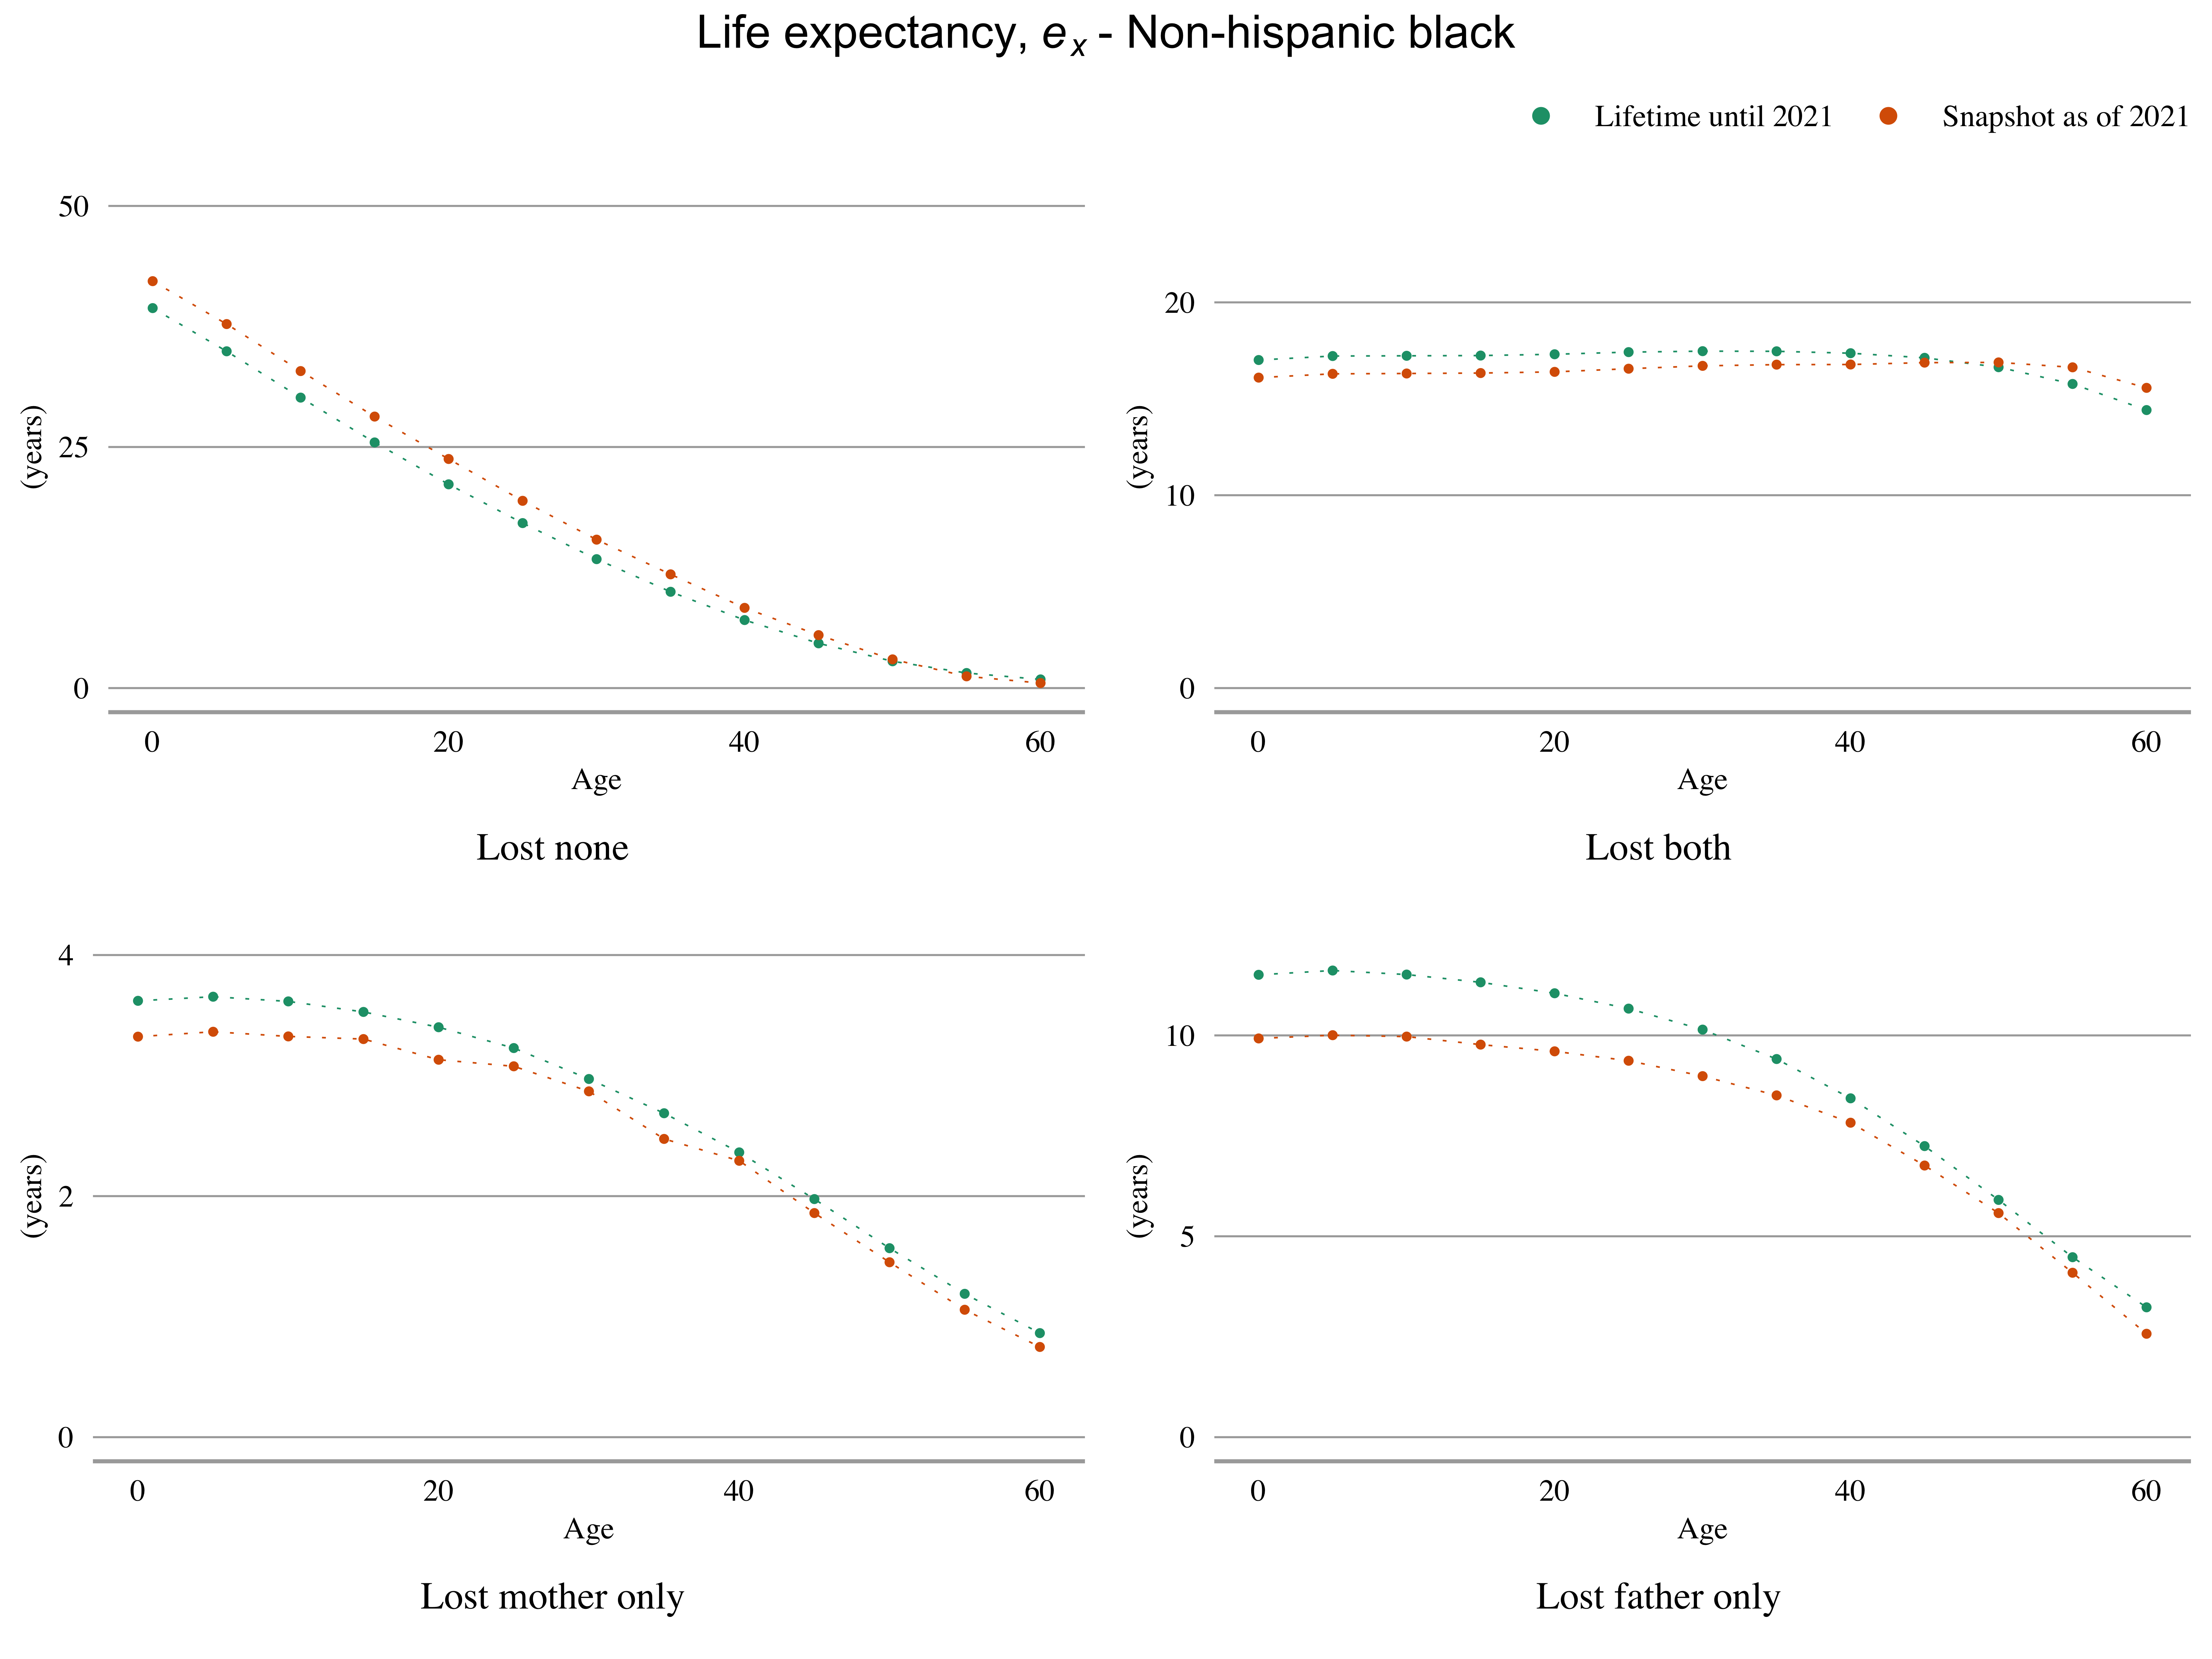 Life expectancy, ex - Non-hispanic black
Lifetime until 2021 Snapshot as of 2021
50
25
0
(years)
0 20 40 60
Age
Lost none
20
10
0
(years)
0 20 40 60
Age
Lost both
4
2
0
(years)
0 20 40 60
Age
Lost mother only
10
5
0
(years)
0 20 40 60
Age
Lost father only